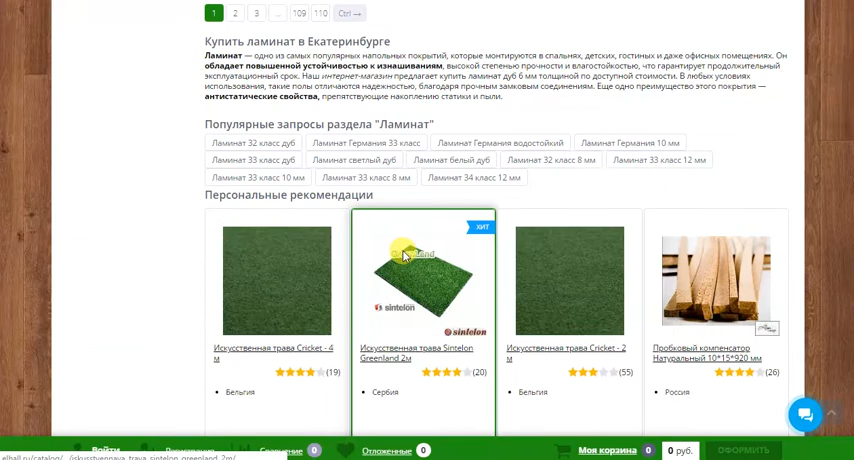 1 2 3 ... 109 110 Ctrl →
Купить ламинат в Екатеринбурге
Ламинат — одно из самых популярных напольных покрытий, которые монтируются в спальнях, детских, гостиных и даже офисных помещениях. Он
обладает повышенной устойчивостью к изнашиваниям, высокой степенью прочности и влагостойкостью, что гарантирует продолжительный
эксплуатационный срок. Наш интернет-магазин предлагает купить ламинат дуб 6 мм толщиной по доступной стоимости. В любых условиях
использования, такие полы отличаются надежностью, благодаря прочным замковым соединениям. Еще одно преимущество этого покрытия —
антистатические свойства, препятствующие накоплению статики и пыли.
Популярные запросы раздела "Ламинат"
Ламинат 32 класс дуб Ламинат Германия 33 класс Ламинат Германия водостойкий Ламинат Германия 10 мм
Ламинат 33 класс дуб Ламинат светлый дуб Ламинат белый дуб Ламинат 32 класс 8 мм Ламинат 33 класс 12 мм
Ламинат 33 класс 10 мм Ламинат 33 класс 8 мм Ламинат 34 класс 12 мм
Персональные рекомендации
ХИТ
sintelon
sintelon
Искусственная трава Cricket - 4 м
Искусственная трава Sintelon Greenland 2м
Искусственная трава Cricket - 2 м
Пробковый компенсатор Натуральный 10*15*920 мм
(19) (20) (55) (26)
Бельгия Сербия Бельгия Россия
Войти Регистрация Сравнение 0 Отложенные 0 Моя корзина 0 0 руб. ОФОРМИТЬ